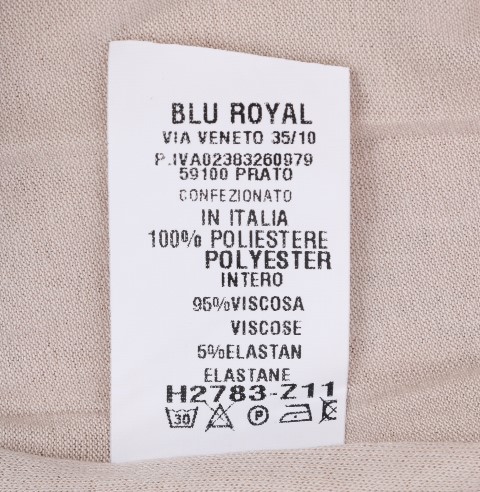 BLU ROYAL
VIA VENETO 35/10
P.IVA02383260979
59100 PRATO
CONFEZIONATO
IN ITALIA
100% POLIESTERE
POLYESTER
INTERO
95%VISCOSA
VISCOSE
5%ELASTAN
ELASTANE
H2783-Z11
30 P